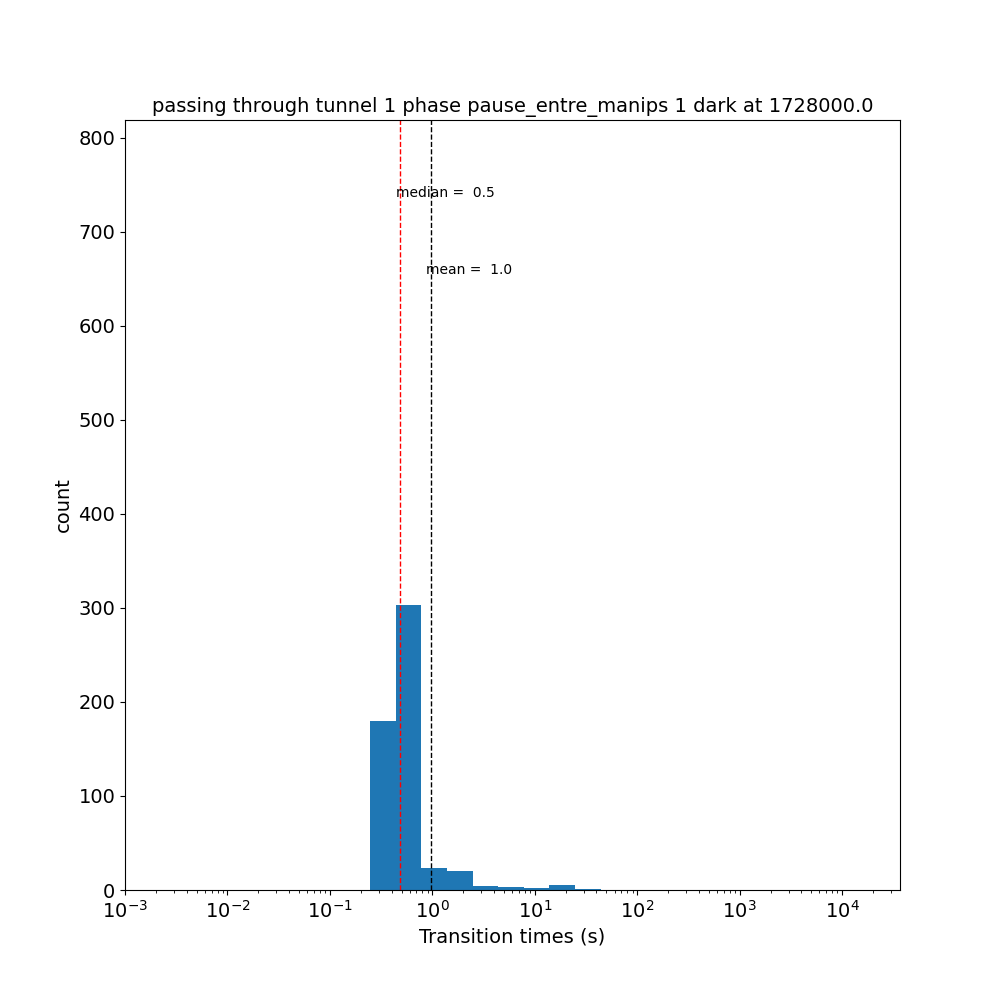 passing through tunnel 1 phase pause_entre_manips 1 dark at 1728000.0
800
median =  0.5
700
mean =  1.0
600
500
count
400
300
200
100
0
10⁻³ 10⁻² 10⁻¹ 10⁰ 10¹ 10² 10³ 10⁴
Transition times (s)